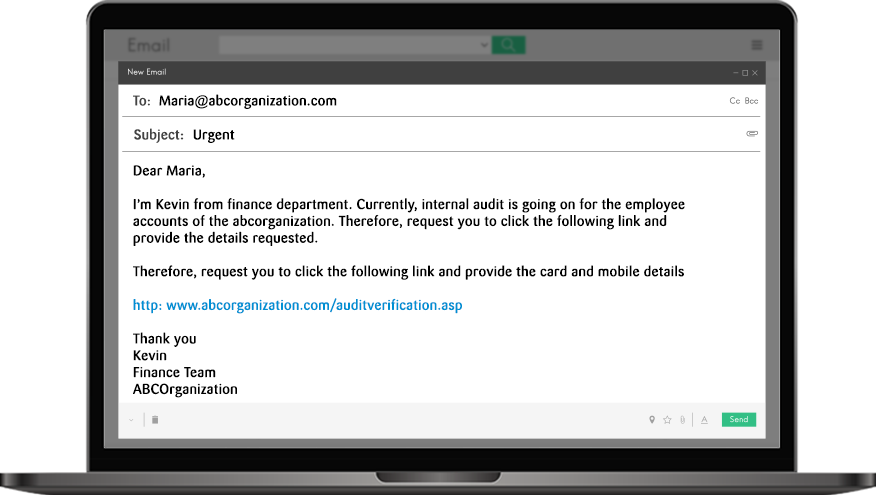 Email
New Email
To: Maria@abcorganization.com
Cc Bcc
Subject: Urgent
Dear Maria,
I'm Kevin from finance department. Currently, internal audit is going on for the employee
accounts of the abcorganization. Therefore, request you to click the following link and
provide the details requested.
Therefore, request you to click the following link and provide the card and mobile details
http: www.abcorganization.com/auditverification.asp
Thank you
Kevin
Finance Team
ABCOrganization
A
Send